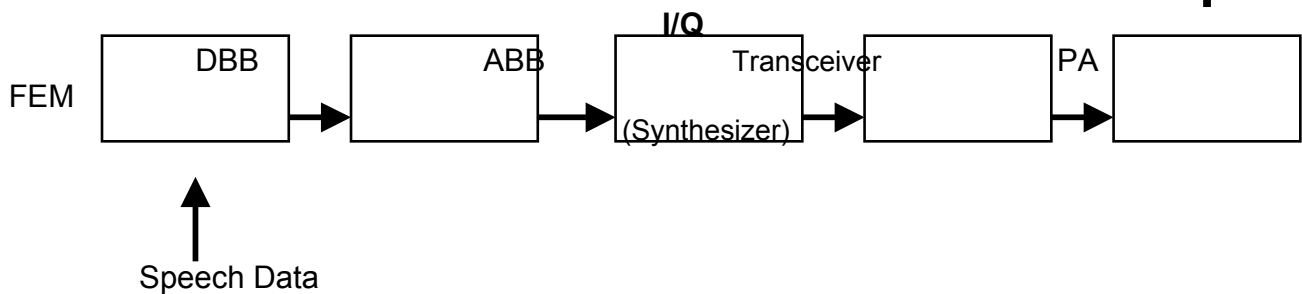 I/Q
DBB ABB Transceiver PA
FEM
(Synthesizer)
Speech Data